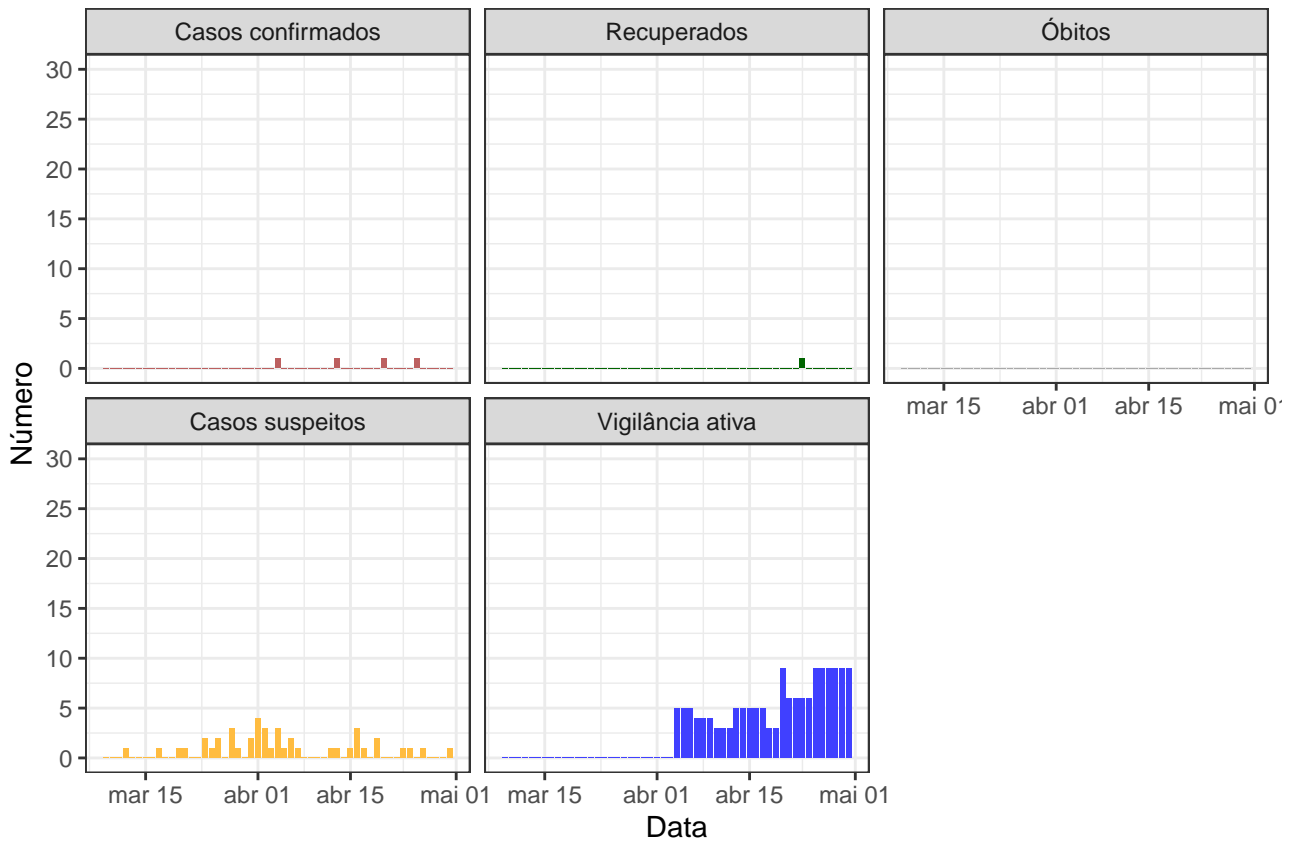 Casos confirmados
Recuperados
Óbitos
30
25
20
15
10
5
0
mar 15
abr 01
abr 15
mai 01
Número
Casos suspeitos
Vigilância ativa
30
25
20
15
10
5
0
mar 15
abr 01
abr 15
mai 01
mar 15
abr 01
abr 15
mai 01
Data